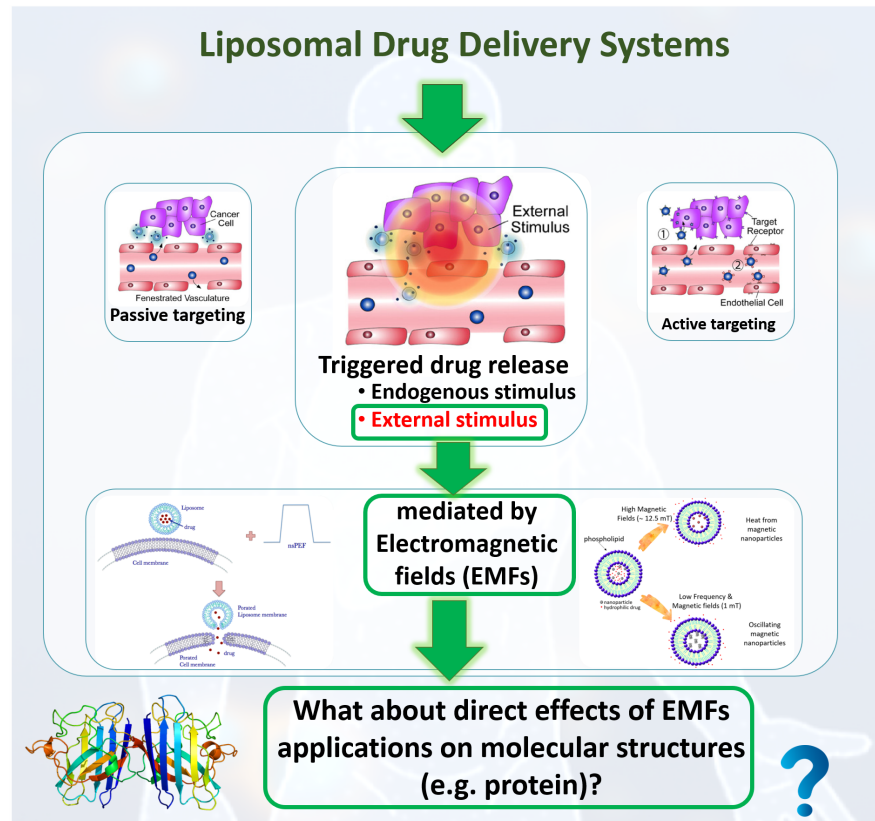 Liposomal Drug Delivery Systems
Cancer
Cell
Fenestrated Vasculature
Passive targeting
External
Stimulus
Triggered drug release
• Endogenous stimulus
• External stimulus
①
②
Target
Receptor
Endothelial Cell
Active targeting
Liposome
drug
Cell membrane
+
nsPEF
Porated
Liposome membrane
drug
Porated
Cell membrane
mediated by
Electromagnetic
fields (EMFs)
High Magnetic
Fields (~ 12.5 mT)
Heat from
magnetic
nanoparticles
phospholipid
nanoparticle
hydrophilic drug
Low Frequency &
Magnetic fields (1 mT)
Oscillating
magnetic
nanoparticles
What about direct effects of EMFs
applications on molecular structures
(e.g. protein)?
?